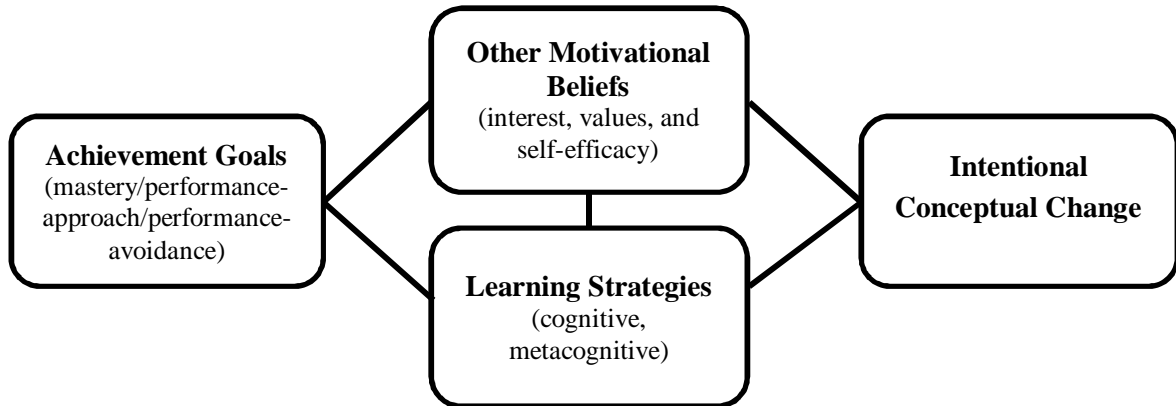 Achievement Goals
(mastery/performance-
approach/performance-
avoidance)
Other Motivational
Beliefs
(interest, values, and
self-efficacy)
Learning Strategies
(cognitive,
metacognitive)
Intentional
Conceptual Change